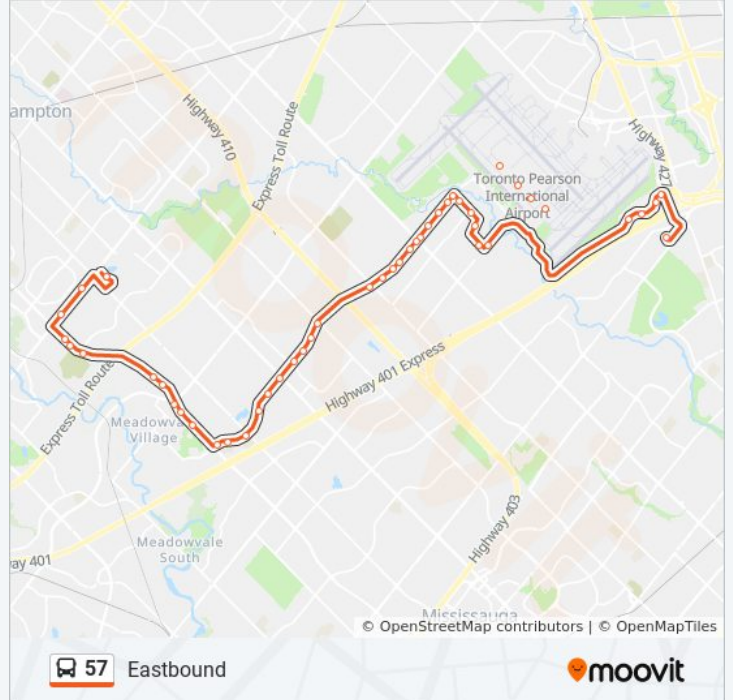 Highway 410
ampton
Express Toll Route
Highway 427
Toronto Pearson
International
Airport
Highway 401 Express
Express Toll Route
Meadowva
Village
Meadowvale
South
ay 401
Highway 403
Mississauga
© OpenStreetMap contributors | © OpenMapTiles
57 Eastbound
moovit